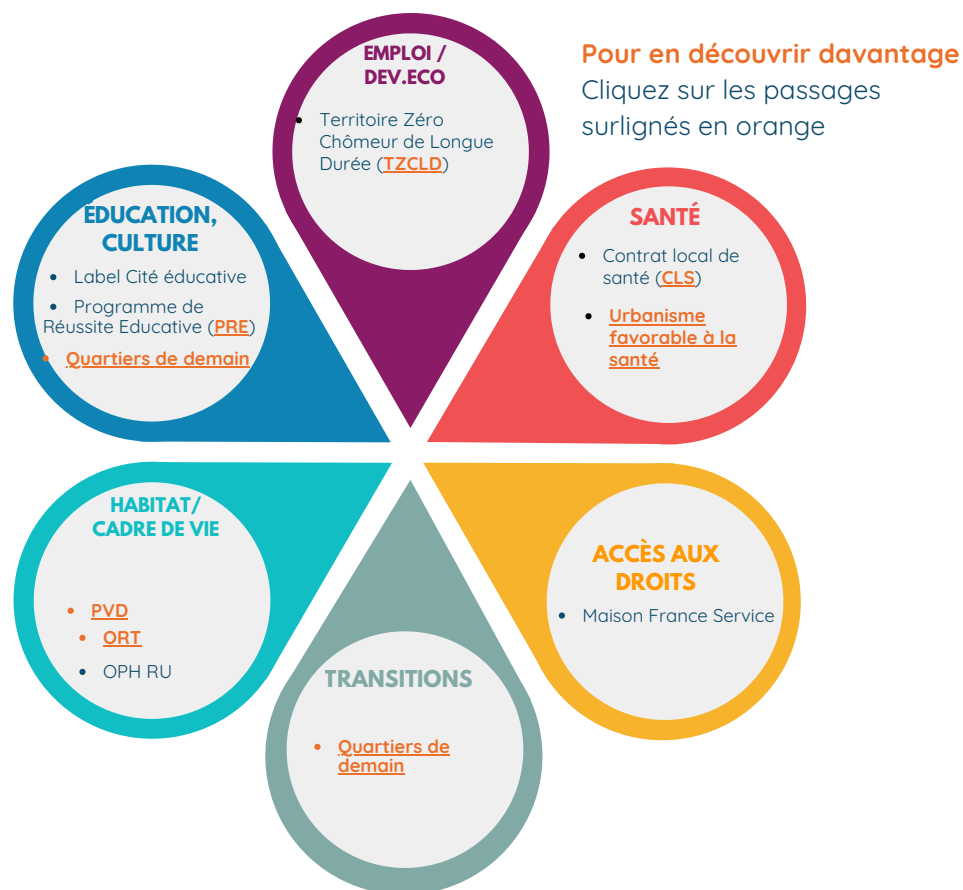 EMPLOI /
DEV.ECO
• Territoire Zéro
Chômeur de Longue
Durée (TZCLD)
Pour en découvrir davantage
Cliquez sur les passages
surlignés en orange
ÉDUCATION,
CULTURE
• Label Cité éducative
• Programme de
Réussite Educative (PRE)
• Quartiers de demain
SANTÉ
• Contrat local de
santé (CLS)
• Urbanisme
favorable à la
santé
HABITAT/
CADRE DE VIE
• PVD
• ORT
• OPH RU
ACCÈS AUX
DROITS
• Maison France Service
TRANSITIONS
• Quartiers de
demain